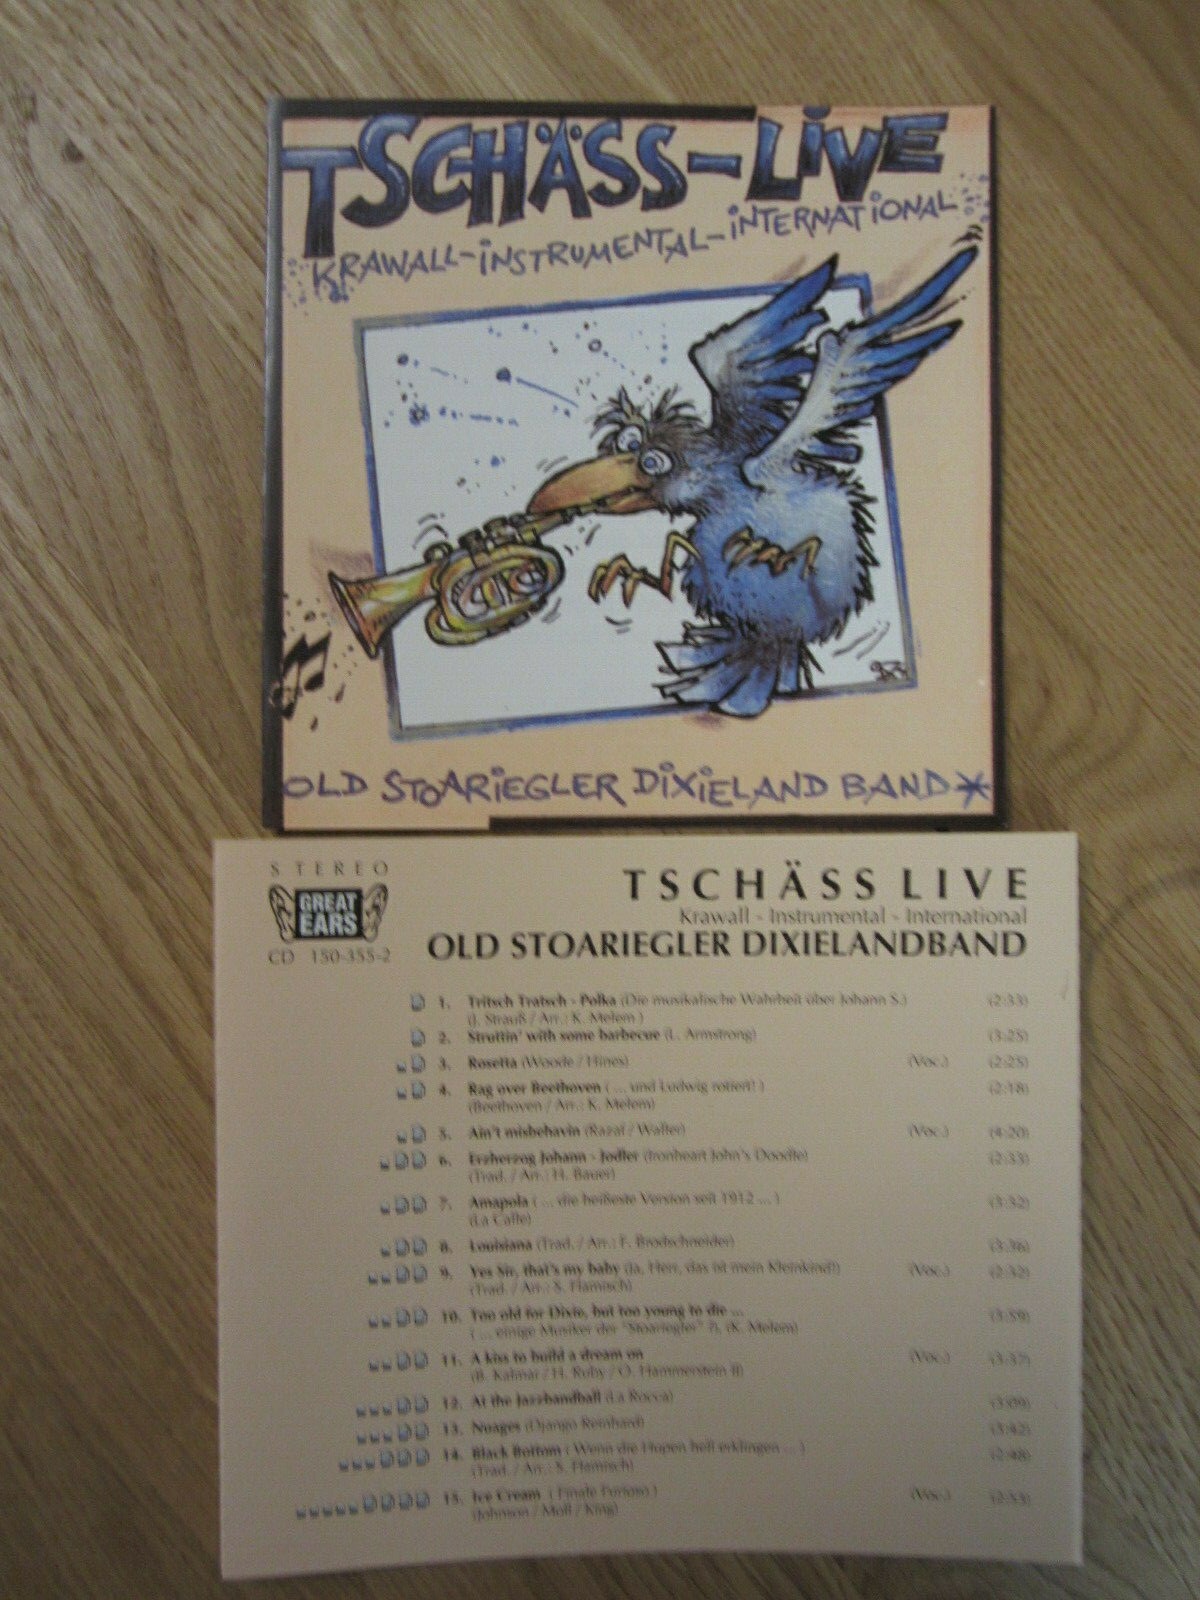 TSCHÄSS-LiVE
KRAWALL-iNSTRUMENTAL-iNTERNATiONAL
OLD STOARiEGLER DiXiELAND BAND*
STEREO
GREAT
EARS
CD 150-355-2
TSCHÄSS LIVE
Krawall - Instrumental - International
OLD STOARIEGLER DIXIELANDBAND
1. Tritsch Tratsch - Polka (Die musikalische Wahrheit über Johann S.) (2:33)
(J. Strauß / Arr.: K. Melem )
2. Struttin' with some barbecue (L. Armstrong) (3:25)
3. Rosetta (Woode / Hines) (Voc.) (2:25)
4. Rag over Beethoven ( ... und Ludwig rotiert! ) (2:18)
(Beethoven / Arr.: K. Melem)
5. Ain't misbehavin (Razaf / Waller) (Voc.) (4:20)
6. Erzherzog Johann - Jodler (Ironheart John's Doodle) (2:33)
(Trad. / Arr.: H. Bauer)
7. Amapola ( ... die heißeste Version seit 1912 ... ) (3:32)
(La Calle)
8. Louisiana (Trad. / Arr.: F. Brodschneider) (3:36)
9. Yes Sir, that's my baby (Ja, Herr, das ist mein Kleinkind!) (Voc.) (2:32)
(Trad. / Arr.: S. Flamisch)
10. Too old for Dixie, but too young to die ... (3:59)
( ... einige Musiker der "Stoariegler" ?), (K. Melem)
11. A kiss to build a dream on (Voc.) (3:37)
(B. Kalmar / H. Ruby / O. Hammerstein II)
12. At the Jazzbandball (La Rocca) (3:09)
13. Nuages (Django Reinhard) (3:42)
14. Black Bottom ( Wenn die Hupen hell erklingen ... ) (2:48)
(Trad. / Arr.: S. Flamisch)
15. Ice Cream ( Finale Furioso ) (Voc.) (2:53)
(Johnson / Moll / King)